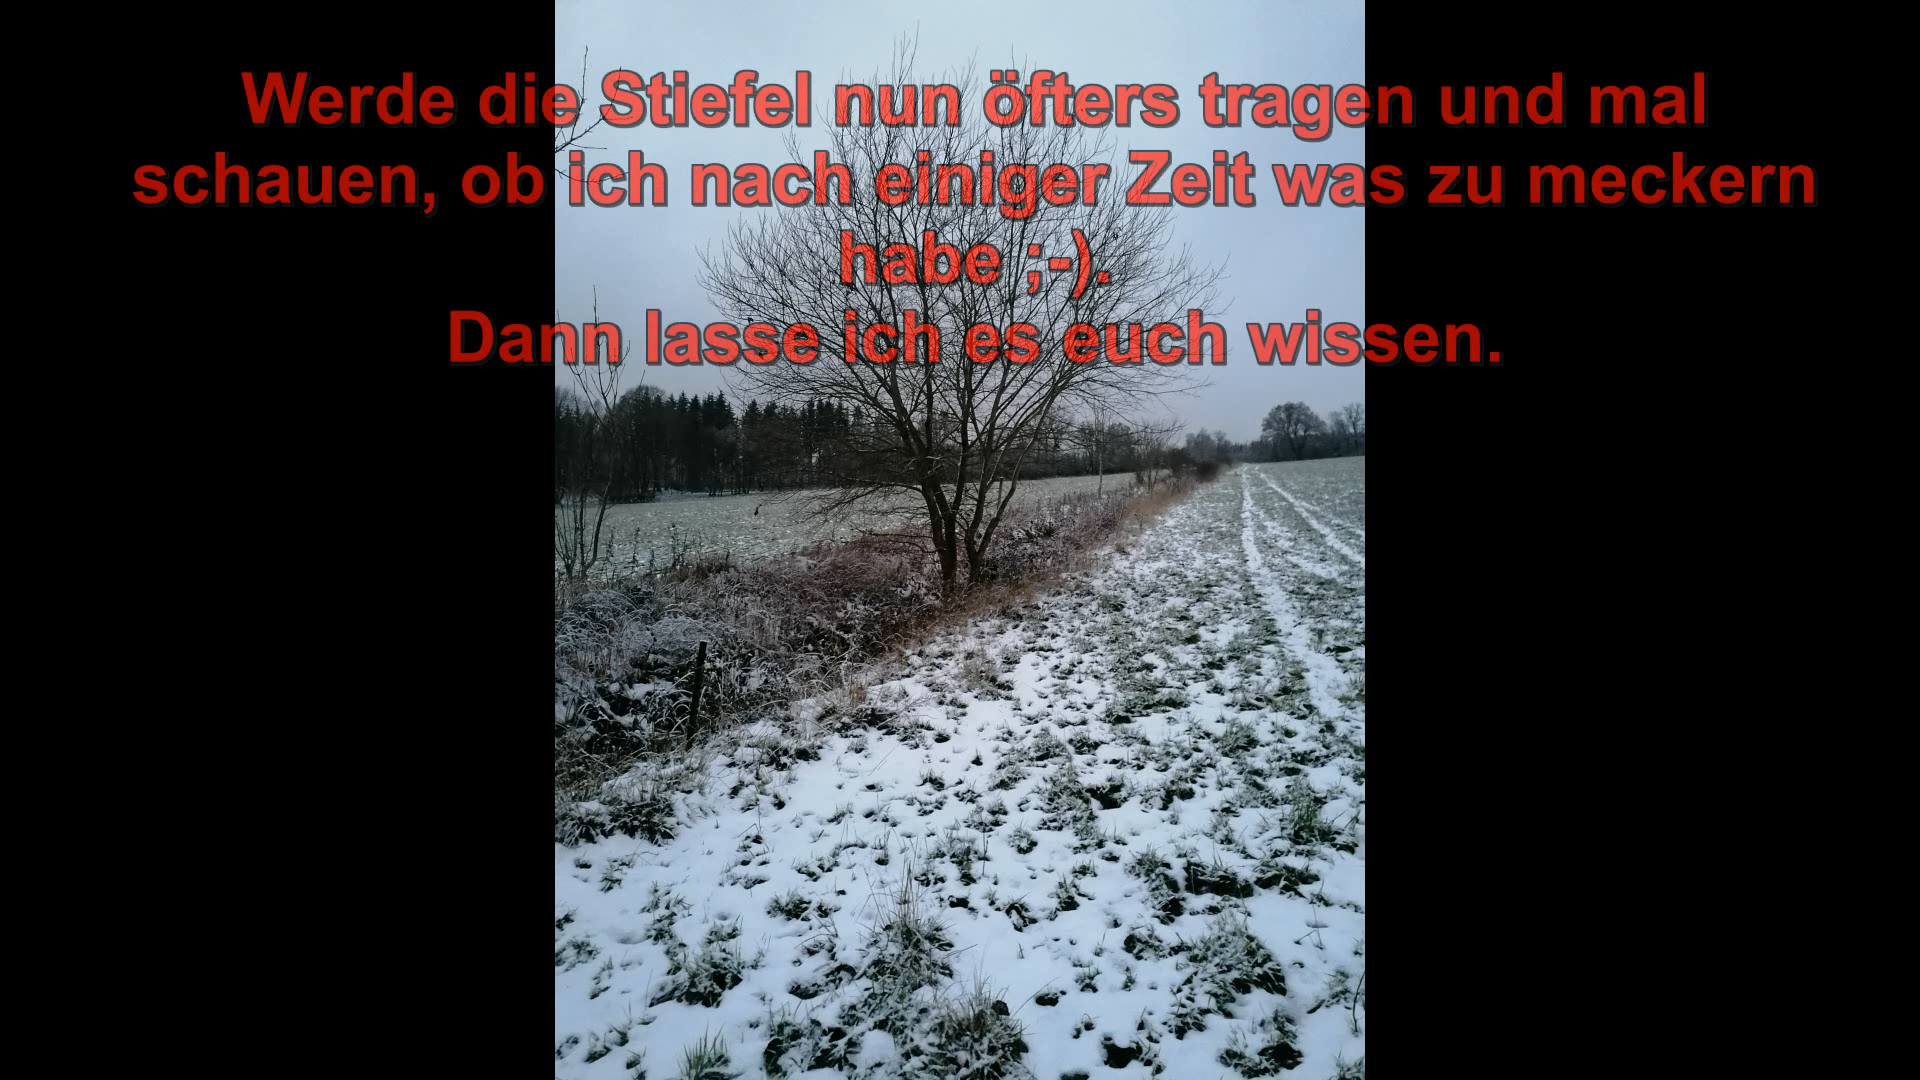 Werde die Stiefel nun öfters tragen und mal
schauen, ob ich nach einiger Zeit was zu meckern
habe ;-).
Dann lasse ich es euch wissen.